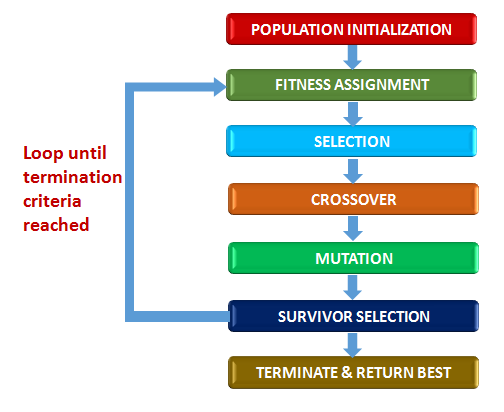 POPULATION INITIALIZATION
FITNESS ASSIGNMENT
SELECTION
Loop until
termination
criteria
reached
CROSSOVER
MUTATION
SURVIVOR SELECTION
TERMINATE & RETURN BEST